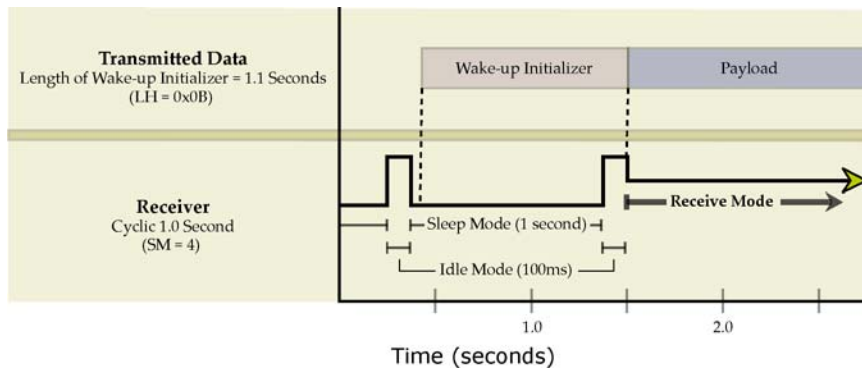 Transmitted Data
Length of Wake-up Initializer = 1.1 Seconds
(LH = 0x0B)
Wake-up Initializer
Payload
Receiver
Cyclic 1.0 Second
(SM = 4)
Sleep Mode (1 second)
Receive Mode
Idle Mode (100ms)
1.0
2.0
Time (seconds)